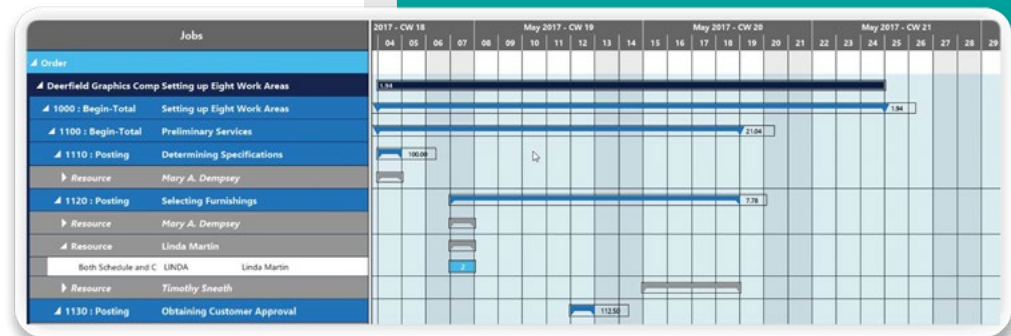 Jobs
2017 - CW 18 May 2017 - CW 19 May 2017 - CW 20 May 2017 - CW 21
04 05 06 07 08 09 10 11 12 13 14 15 16 17 18 19 20 21 22 23 24 25 26 27 28 29
Order
Deerfield Graphics Comp Setting up Eight Work Areas 1.94
1000 : Begin-Total Setting up Eight Work Areas 1.94
1100 : Begin-Total Preliminary Services 21.04
1110 : Posting Determining Specifications 100.00
Resource Mary A. Dempsey
1120 : Posting Selecting Furnishings 7.78
Resource Mary A. Dempsey
Resource Linda Martin
Both Schedule and C LINDA Linda Martin 2
Resource Timothy Sneath
1130 : Posting Obtaining Customer Approval 112.50